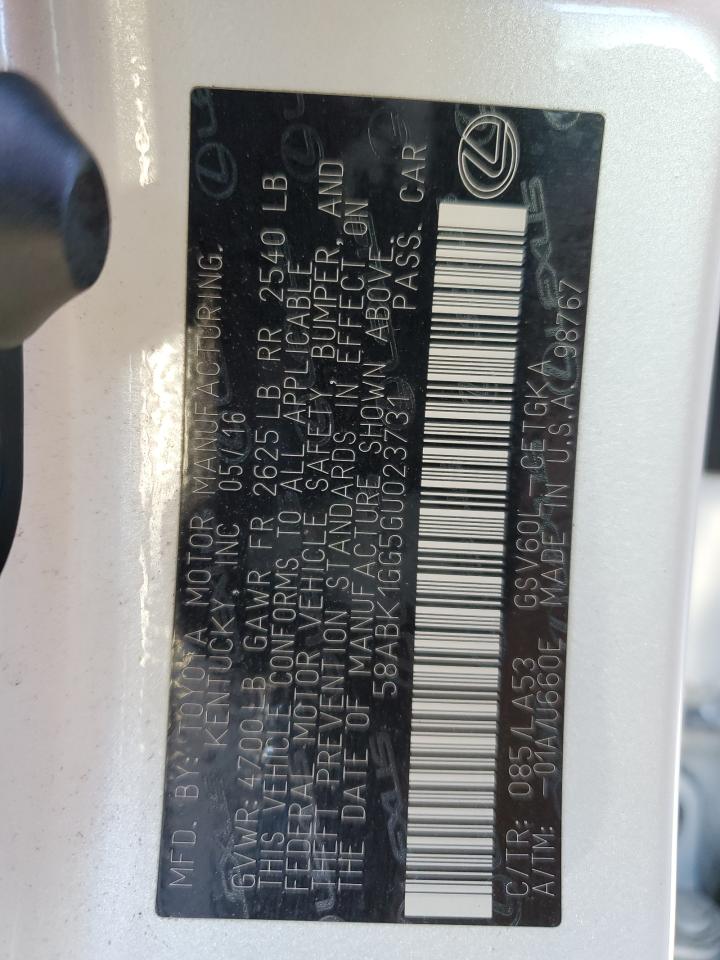 MFD. BY: TOYOTA MOTOR MANUFACTURING,
KENTUCKY, INC 05/16
GVWR: 4700LB GAWR FR 2625 LB RR 2540 LB
THIS VEHICLE CONFORMS TO ALL APPLICABLE
FEDERAL MOTOR VEHICLE SAFETY, BUMPER, AND
THEFT PREVENTION STANDARDS IN EFFECT ON
THE DATE OF MANUFACTURE SHOWN ABOVE.
58ABK1GG5GU023731 PASS. CAR
C/TR: 085/LA53 GSV60L-CETGKA
A/TM: -01A/U660E MADE IN U.S.A. 98767